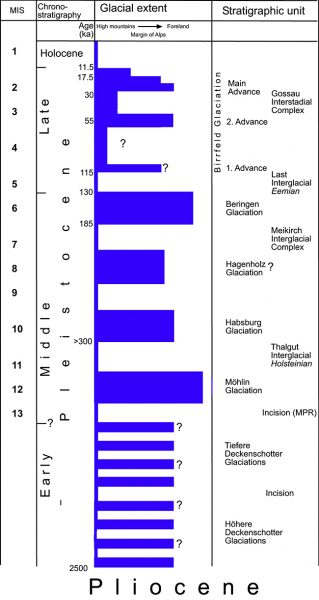 MIS
Chrono-
stratigraphy
Glacial extent
Stratigraphic unit
Age
(ka)
High mountains
Foreland
Margin of Alps
1
Holocene
11.5
17.5
2
Main
Advance
30
Gossau
Interstadial
Complex
3
55
2. Advance
4
?
Birrfeld Glaciation
Late
115
?
1. Advance
5
Last
Interglacial
Eemian
130
6
Beringen
Glaciation
185
7
Meikirch
Interglacial
Complex
8
Hagenholz ?
Glaciation
9
10
Habsburg
Glaciation
>300
Thalgut
Interglacial
Holsteinian
11
12
Möhlin
Glaciation
Middle
Pleistocene
13
Incision (MPR)
?
?
Tiefere
Deckenschotter
Glaciations
?
Early
Incision
?
Höhere
Deckenschotter
Glaciations
?
2500
Pliocene